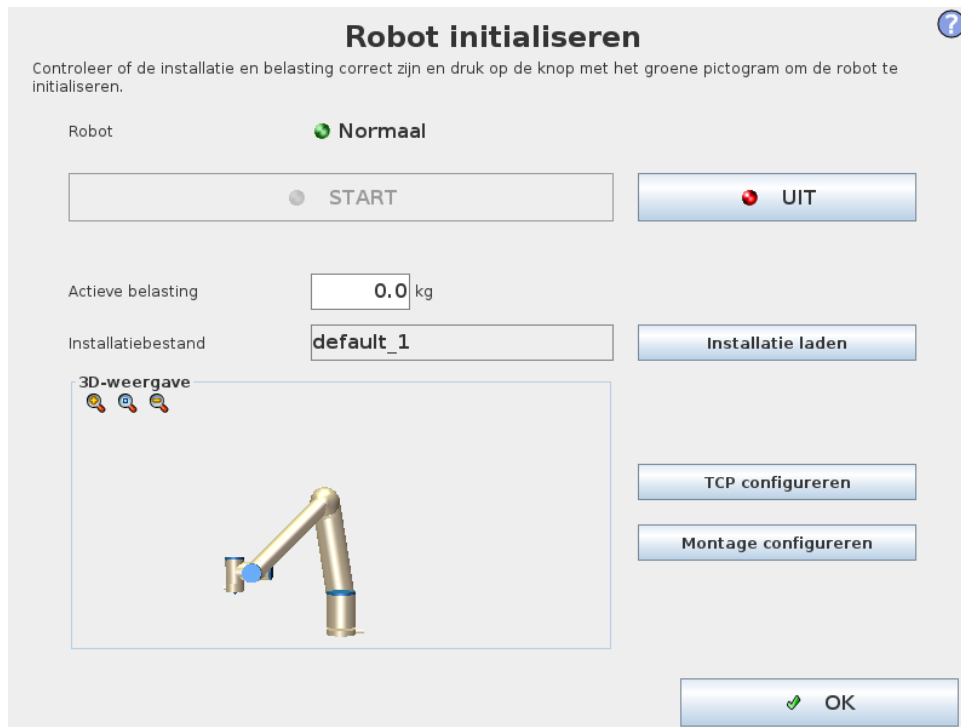 Robot initialiseren
?
Controleer of de installatie en belasting correct zijn en druk op de knop met het groene pictogram om de robot te
initialiseren.
Robot Normaal
START UIT
Actieve belasting 0.0 kg
Installatiebestand default_1 Installatie laden
3D-weergave
TCP configureren
Montage configureren
OK